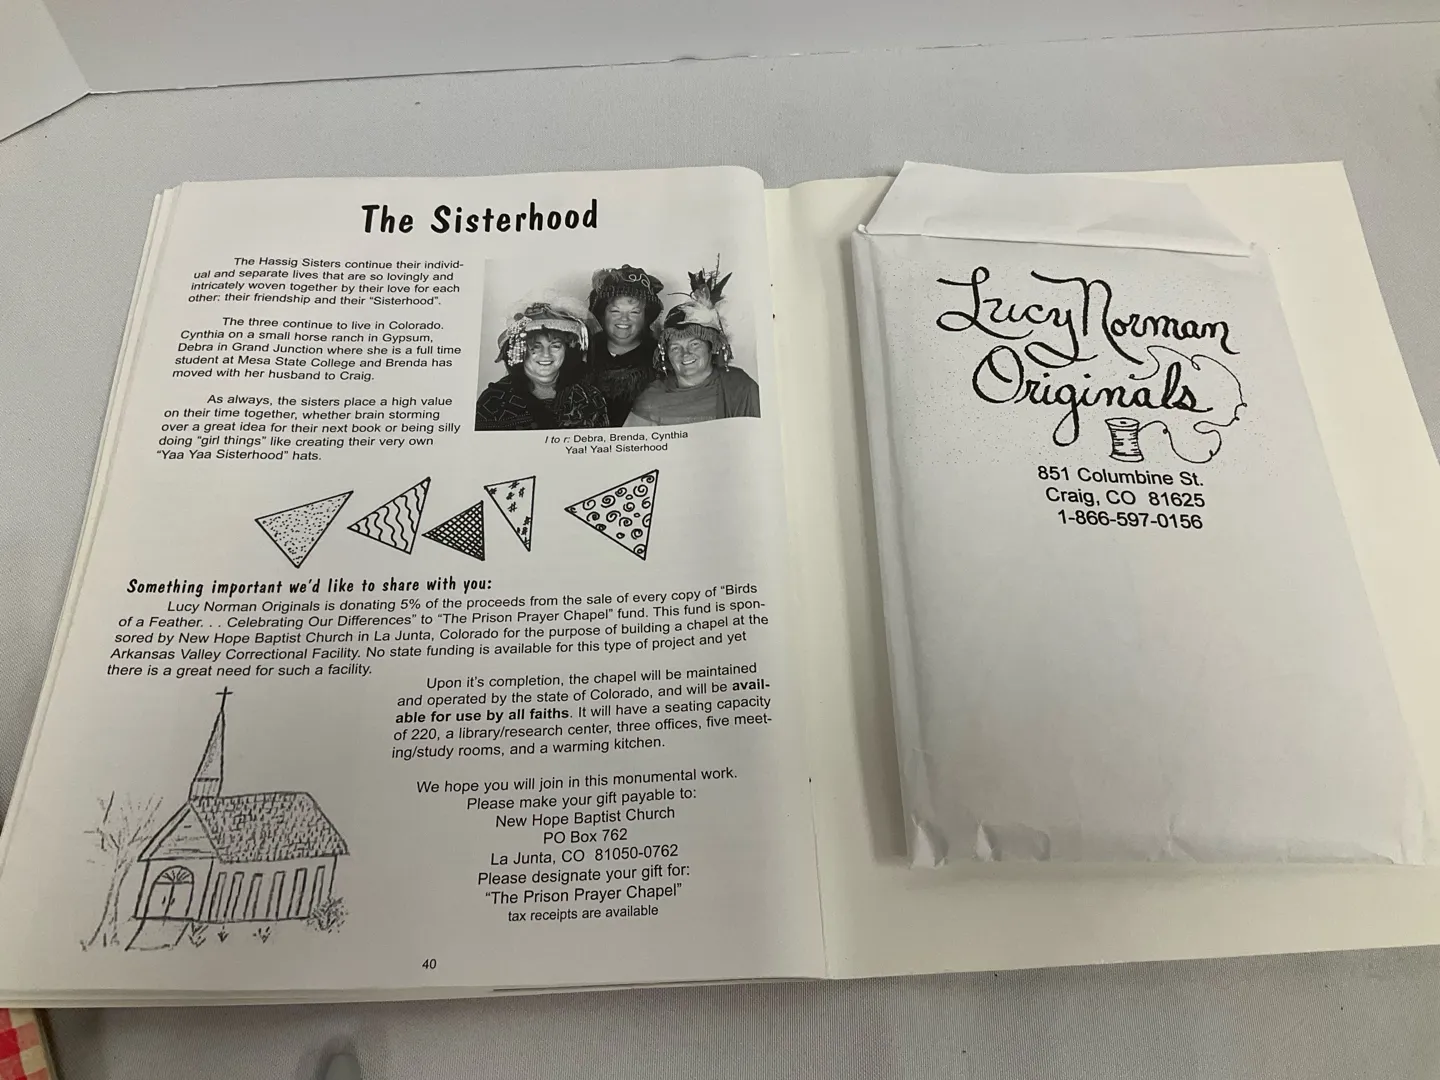 The Sisterhood
The Hassig Sisters continue their individ-
ual and separate lives that are so lovingly and
intricately woven together by their love for each
other: their friendship and their “Sisterhood”.
The three continue to live in Colorado.
Cynthia on a small horse ranch in Gypsum,
Debra in Grand Junction where she is a full time
student at Mesa State College and Brenda has
moved with her husband to Craig.
As always, the sisters place a high value
on their time together, whether brain storming
over a great idea for their next book or being silly
doing “girl things” like creating their very own
“Yaa Yaa Sisterhood” hats.
l to r: Debra, Brenda, Cynthia
Yaa! Yaa! Sisterhood
Something important we'd like to share with you:
Lucy Norman Originals is donating 5% of the proceeds from the sale of every copy of “Birds
of a Feather. . . Celebrating Our Differences” to “The Prison Prayer Chapel” fund. This fund is spon-
sored by New Hope Baptist Church in La Junta, Colorado for the purpose of building a chapel at the
Arkansas Valley Correctional Facility. No state funding is available for this type of project and yet
there is a great need for such a facility.
Upon it’s completion, the chapel will be maintained
and operated by the state of Colorado, and will be avail-
able for use by all faiths. It will have a seating capacity
of 220, a library/research center, three offices, five meet-
ing/study rooms, and a warming kitchen.
We hope you will join in this monumental work.
Please make your gift payable to:
New Hope Baptist Church
PO Box 762
La Junta, CO 81050-0762
Please designate your gift for:
“The Prison Prayer Chapel”
tax receipts are available
40
Lucy Norman
Originals
851 Columbine St.
Craig, CO 81625
1-866-597-0156